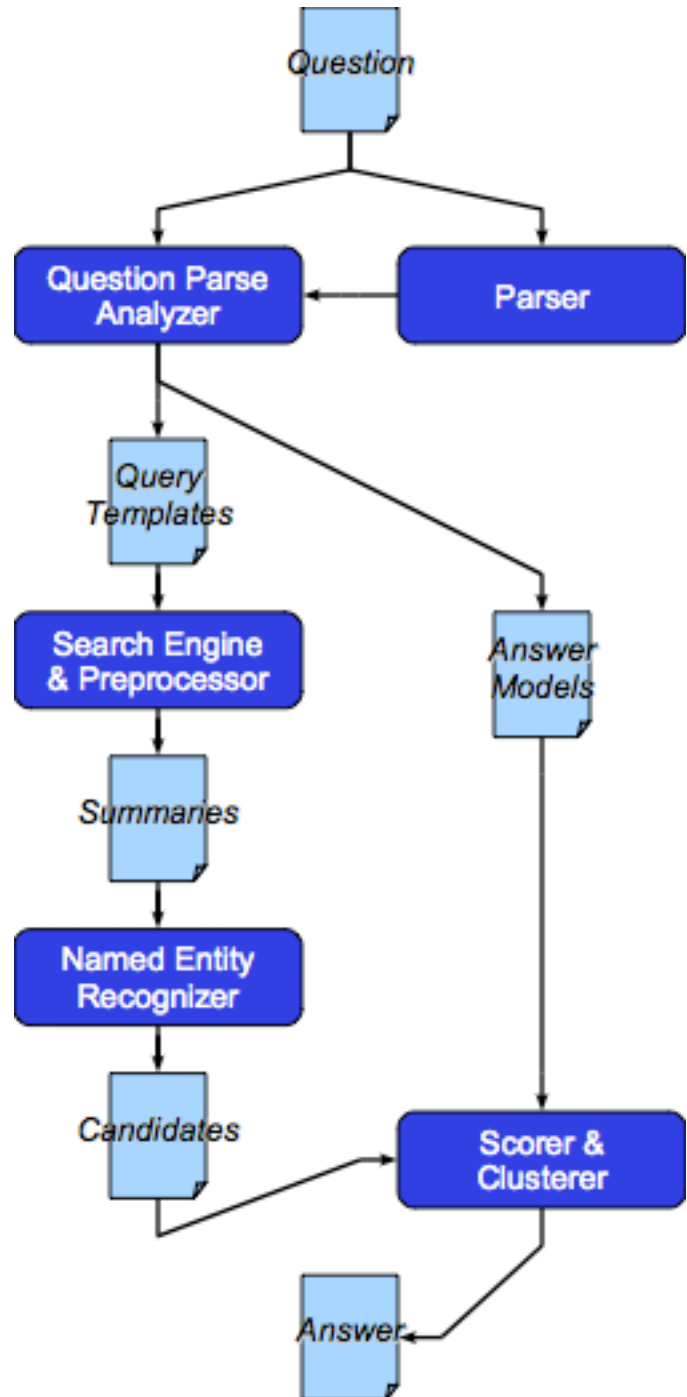 Question
Question Parse
Analyzer
Parser
Query
Templates
Search Engine
& Preprocessor
Answer
Models
Summaries
Named Entity
Recognizer
Candidates
Scorer &
Clusterer
Answer